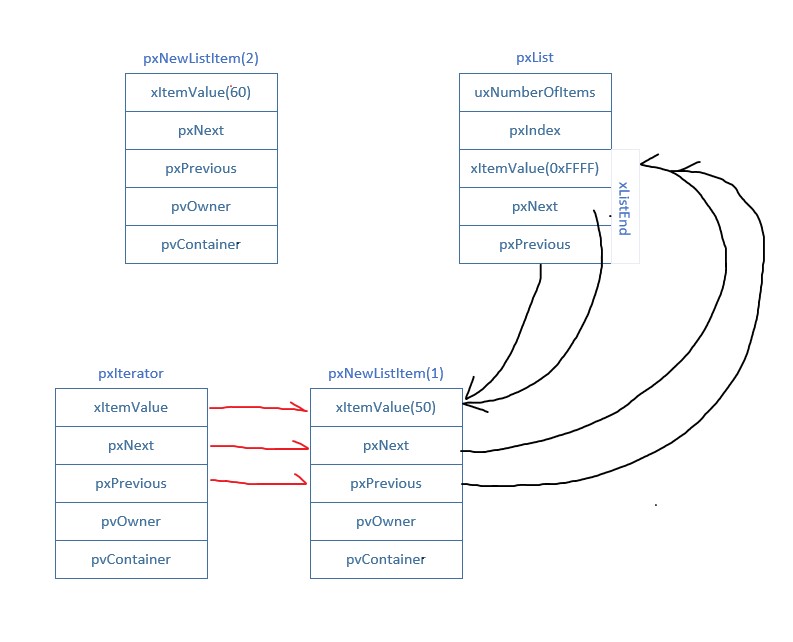 pxNewListItem(2)
xItemValue(60)
pxNext
pxPrevious
pvOwner
pvContainer
pxList
uxNumberOfItems
pxIndex
xItemValue(0xFFFF)
pxNext
pxPrevious
xListEnd
pxIterator
xItemValue
pxNext
pxPrevious
pvOwner
pvContainer
pxNewListItem(1)
xItemValue(50)
pxNext
pxPrevious
pvOwner
pvContainer